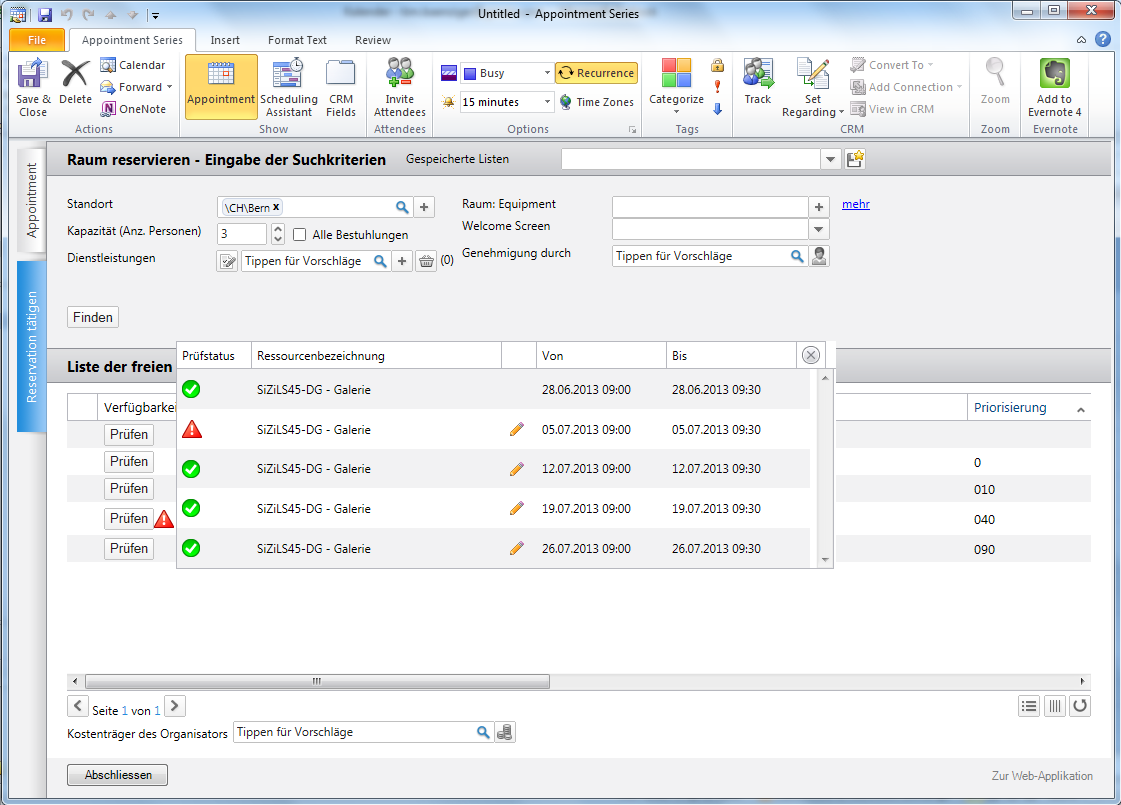 Untitled - Appointment Series
File Appointment Series Insert Format Text Review
Save & Close
Delete
Calendar
Forward
OneNote
Actions
Appointment
Scheduling Assistant
CRM Fields
Show
Invite Attendees
Attendees
Busy
15 minutes
Recurrence
Time Zones
Options
Categorize
Tags
Track
Set Regarding
Convert To
Add Connection
View in CRM
CRM
Zoom
Zoom
Add to Evernote 4
Evernote
Appointment
Reservation tätigen
Raum reservieren - Eingabe der Suchkriterien Gespeicherte Listen
Standort \CH\Bern x Raum: Equipment mehr
Kapazität (Anz. Personen) 3 Alle Bestuhlungen Welcome Screen
Dienstleistungen Tippen für Vorschläge (0) Genehmigung durch Tippen für Vorschläge
Finden
Liste der freien
Prüfstatus Ressourcenbezeichnung Von Bis
SiZiLS45-DG - Galerie 28.06.2013 09:00 28.06.2013 09:30
SiZiLS45-DG - Galerie 05.07.2013 09:00 05.07.2013 09:30
SiZiLS45-DG - Galerie 12.07.2013 09:00 12.07.2013 09:30
SiZiLS45-DG - Galerie 19.07.2013 09:00 19.07.2013 09:30
SiZiLS45-DG - Galerie 26.07.2013 09:00 26.07.2013 09:30
Verfügbarkei Priorisierung
Prüfen
Prüfen 0
Prüfen 010
Prüfen 040
Prüfen 090
Seite 1 von 1
Kostenträger des Organisators Tippen für Vorschläge
Abschliessen Zur Web-Applikation